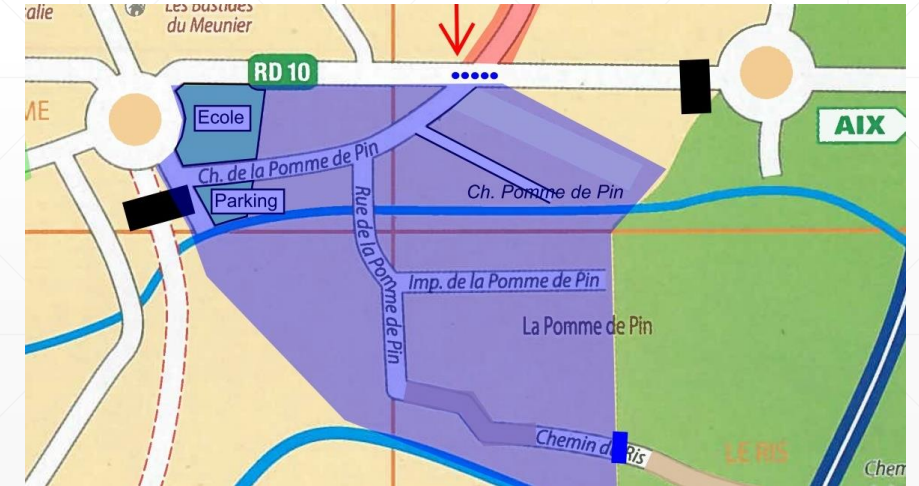 alie
Les Bastides
du Meunier
RD 10
ME
Ecole
AIX
Ch. de la Pomme de Pin
Parking
Ch. Pomme de Pin
Rue de la Pomme de Pin
Imp. de la Pomme de Pin
La Pomme de Pin
Chemin du Ris
LE RIS
Chem